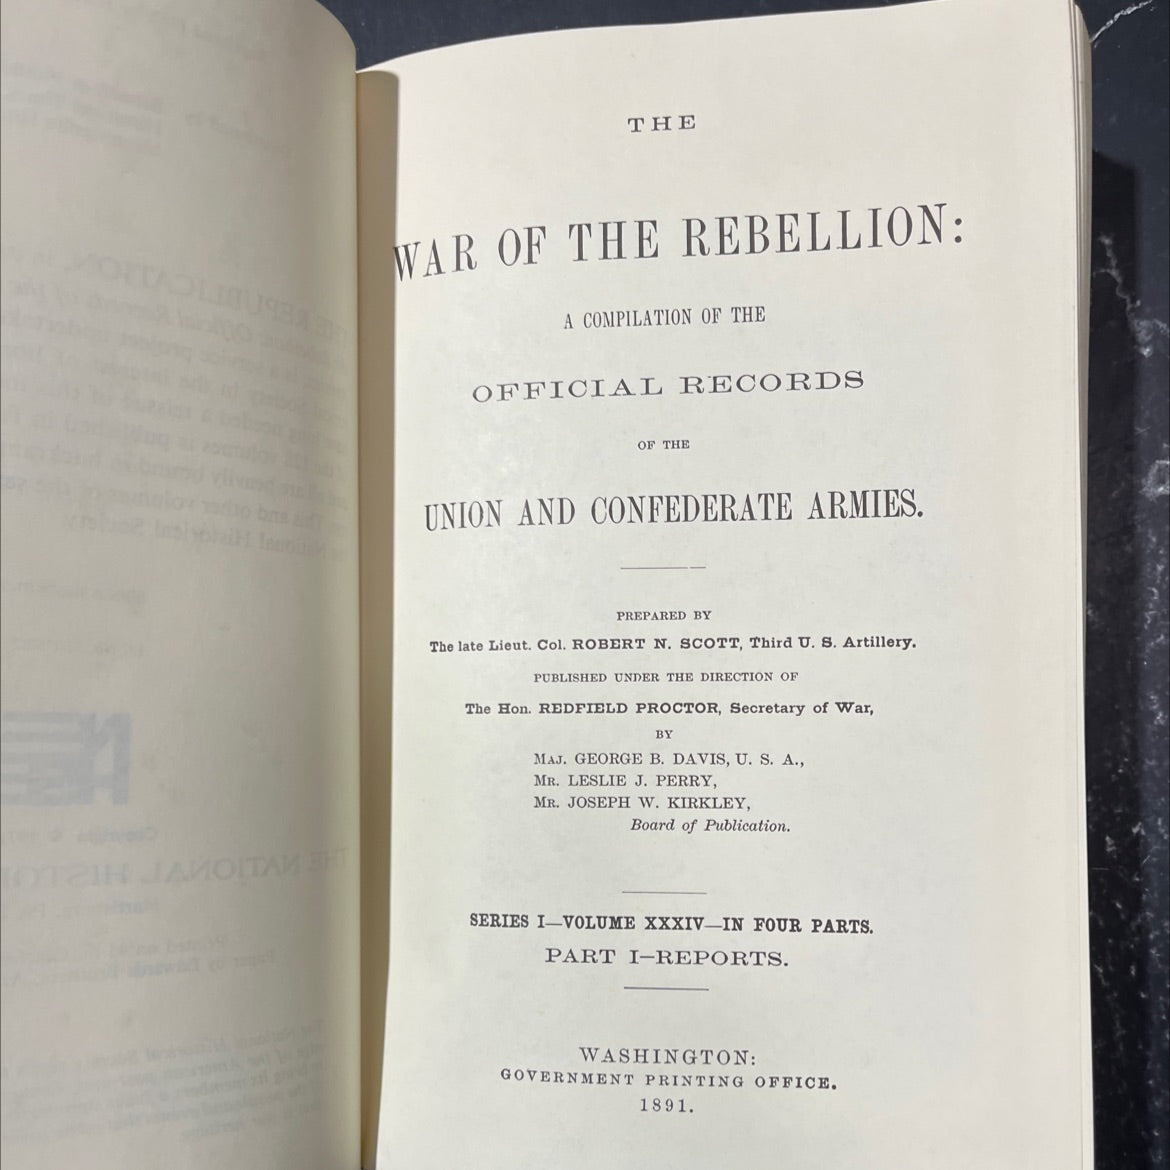 THE
WAR OF THE REBELLION:
A COMPILATION OF THE
OFFICIAL RECORDS
OF THE
UNION AND CONFEDERATE ARMIES.
PREPARED BY
The late Lieut. Col. ROBERT N. SCOTT, Third U. S. Artillery.
PUBLISHED UNDER THE DIRECTION OF
The Hon. REDFIELD PROCTOR, Secretary of War,
BY
MAJ. GEORGE B. DAVIS, U. S. A.,
MR. LESLIE J. PERRY,
MR. JOSEPH W. KIRKLEY,
Board of Publication.
SERIES I—VOLUME XXXIV—IN FOUR PARTS.
PART I—REPORTS.
WASHINGTON:
GOVERNMENT PRINTING OFFICE.
1891.